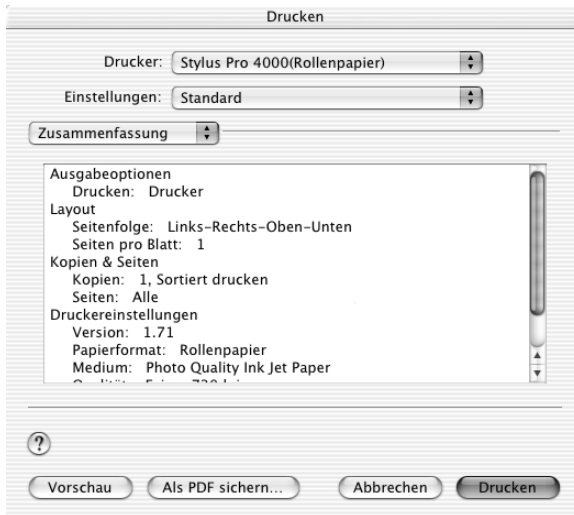 Drucken
Drucker: Stylus Pro 4000(Rollenpapier)
Einstellungen: Standard
Zusammenfassung
Ausgabeoptionen
Drucken: Drucker
Layout
Seitenfolge: Links-Rechts-Oben-Unten
Seiten pro Blatt: 1
Kopien & Seiten
Kopien: 1, Sortiert drucken
Seiten: Alle
Druckereinstellungen
Version: 1.71
Papierformat: Rollenpapier
Medium: Photo Quality Ink Jet Paper
?
Vorschau Als PDF sichern... Abbrechen Drucken